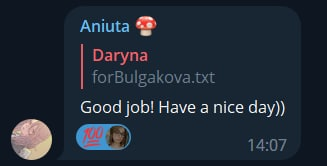 Aniuta 🍄
Daryna
forBulgakova.txt
Good job! Have a nice day))
💯
14:07